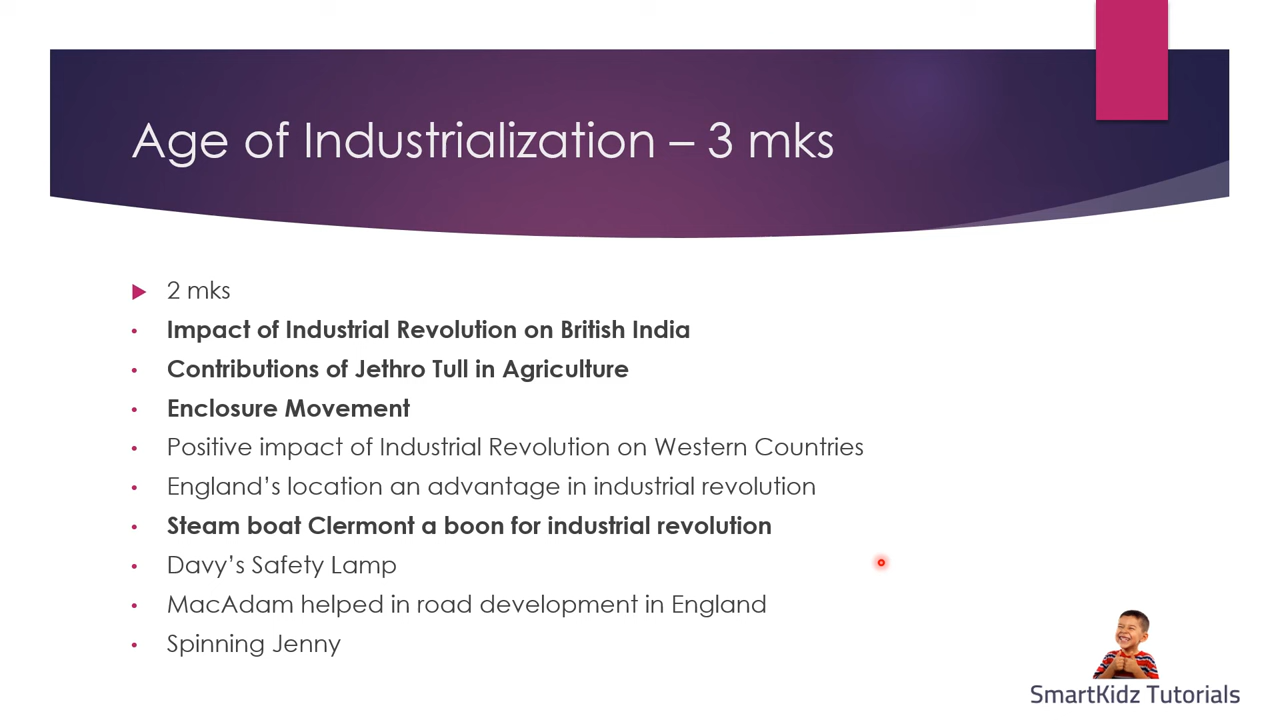 Age of Industrialization – 3 mks
2 mks
Impact of Industrial Revolution on British India
Contributions of Jethro Tull in Agriculture
Enclosure Movement
Positive impact of Industrial Revolution on Western Countries
England’s location an advantage in industrial revolution
Steam boat Clermont a boon for industrial revolution
Davy’s Safety Lamp
MacAdam helped in road development in England
Spinning Jenny
SmartKidz Tutorials